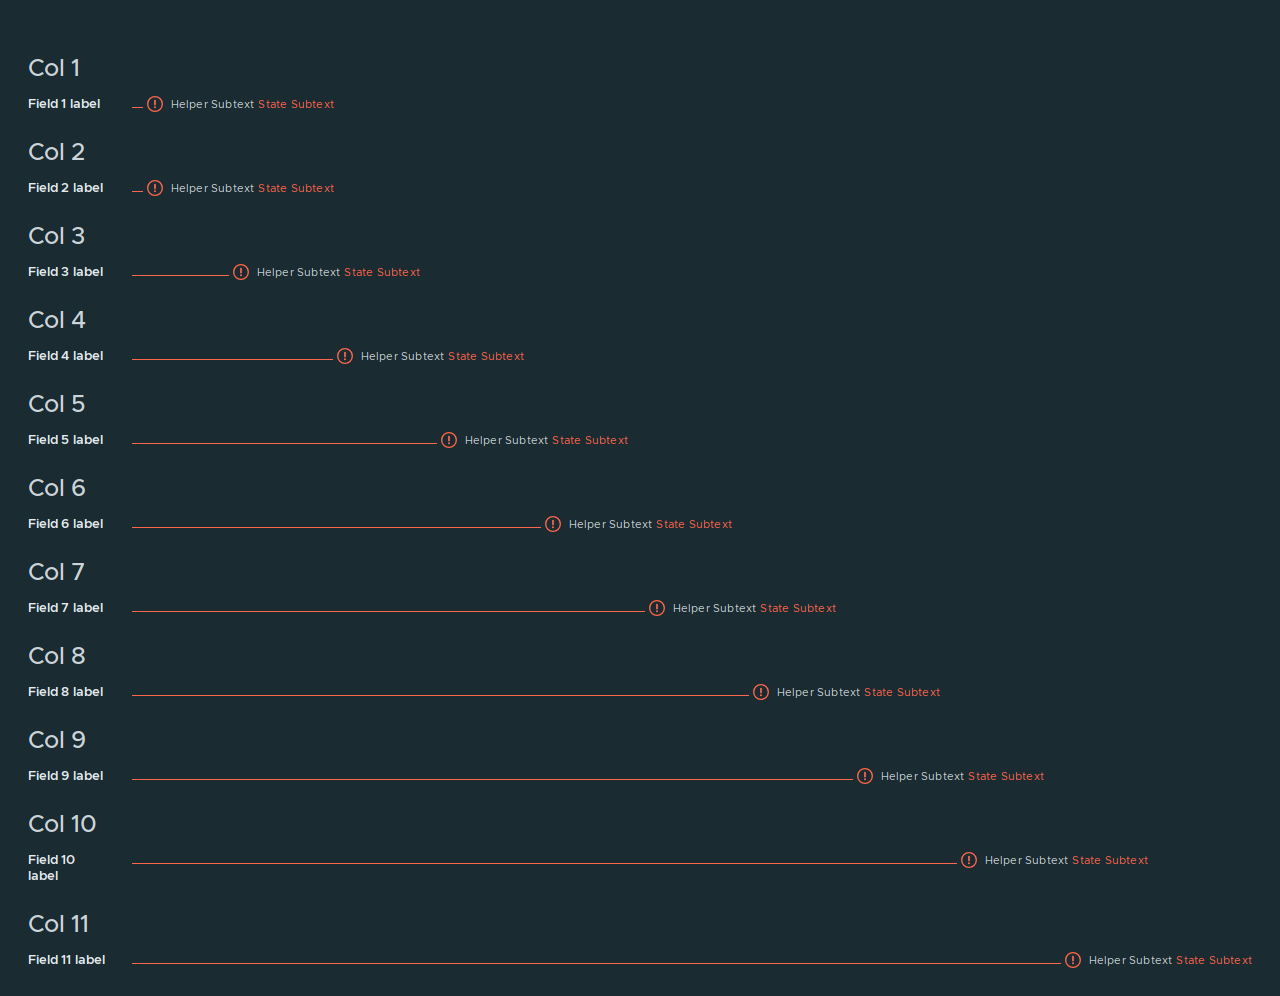 Col 1
Field 1 label Helper Subtext State Subtext
Col 2
Field 2 label Helper Subtext State Subtext
Col 3
Field 3 label Helper Subtext State Subtext
Col 4
Field 4 label Helper Subtext State Subtext
Col 5
Field 5 label Helper Subtext State Subtext
Col 6
Field 6 label Helper Subtext State Subtext
Col 7
Field 7 label Helper Subtext State Subtext
Col 8
Field 8 label Helper Subtext State Subtext
Col 9
Field 9 label Helper Subtext State Subtext
Col 10
Field 10 Helper Subtext State Subtext
label
Col 11
Field 11 label Helper Subtext State Subtext